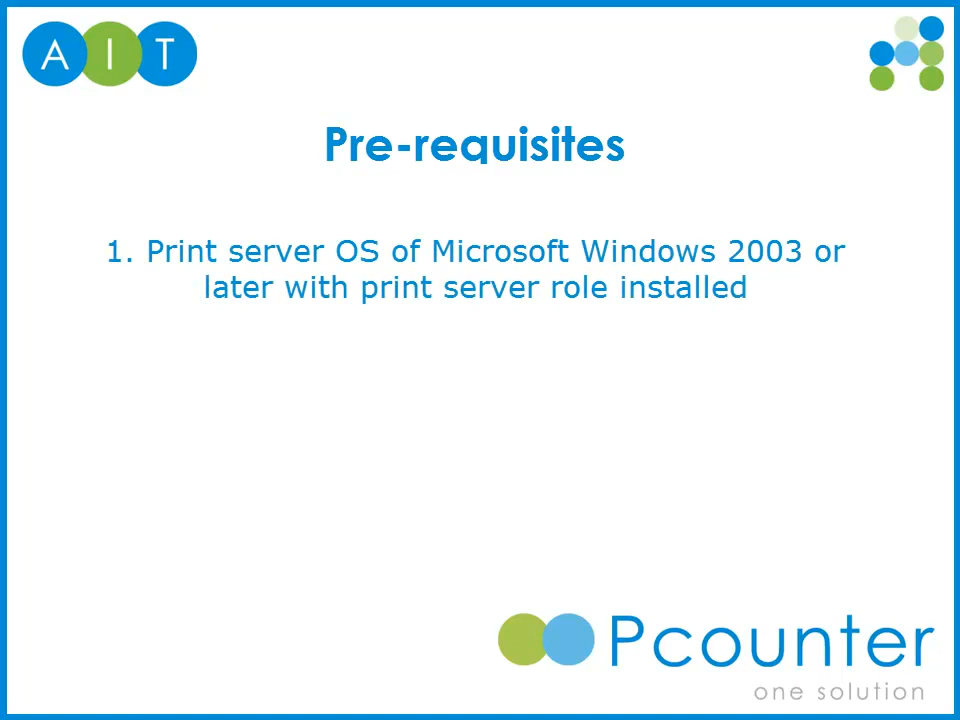 AIT
Pre-requisites
1. Print server OS of Microsoft Windows 2003 or
later with print server role installed
Pcounter
one solution